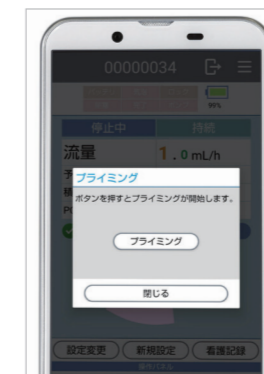 00000034
99%
停止中 持続
流量 1.0 mL/h
プライミング
ボタンを押すとプライミングが開始します。
プライミング
閉じる
設定変更 新規設定 看護記録